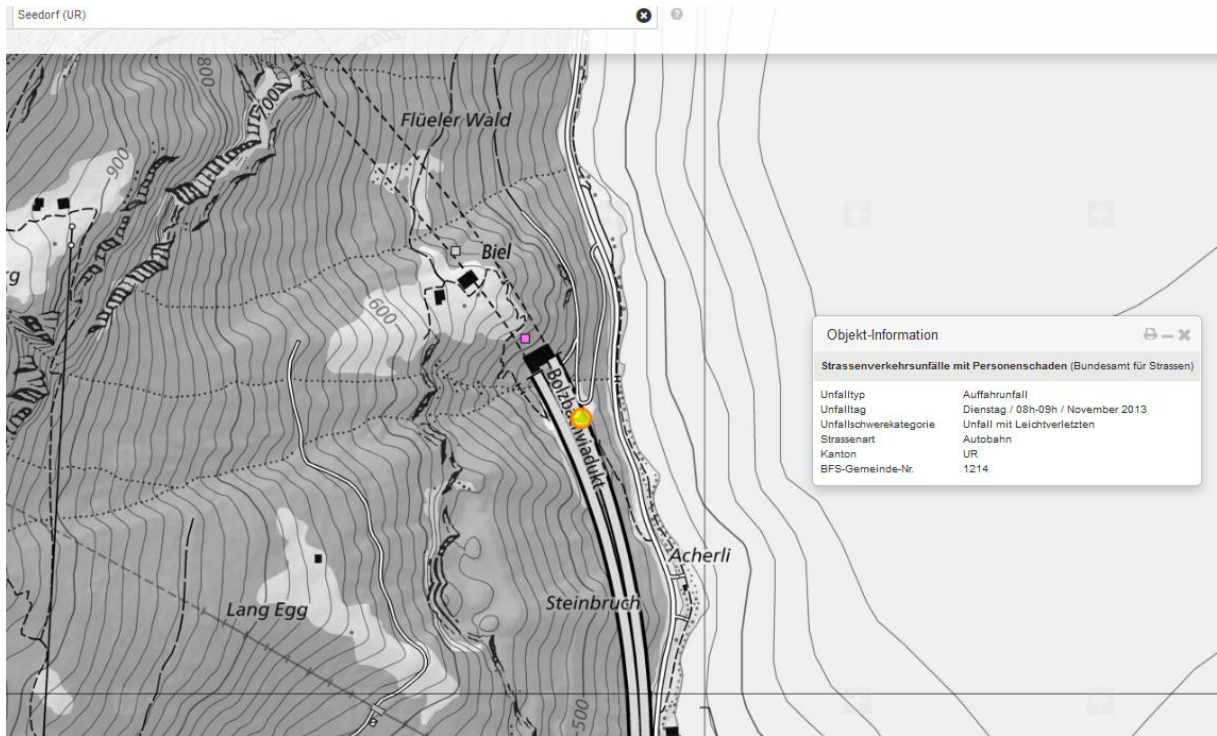 Seedorf (UR)
800
700
Flüeler Wald
900
Biel
rg
600
Objekt-Information
Strassenverkehrsunfälle mit Personenschaden (Bundesamt für Strassen)
Unfalltyp Auffahrunfall
Unfalltag Dienstag / 08h-09h / November 2013
Unfallschwerekategorie Unfall mit Leichtverletzten
Strassenart Autobahn
Kanton UR
BFS-Gemeinde-Nr. 1214
Acherli
Steinbruch
Lang Egg
500